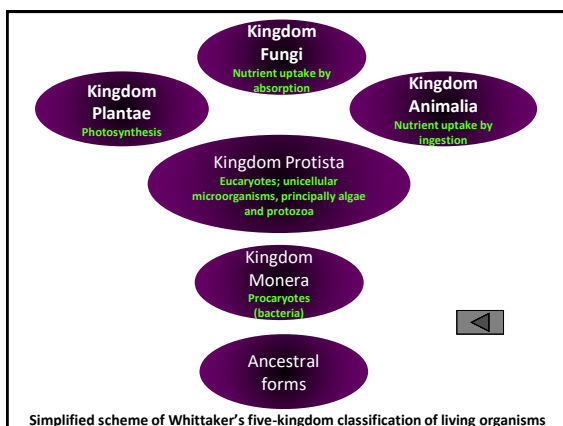 Kingdom
Fungi
Nutrient uptake by
absorption
Kingdom
Plantae
Photosynthesis
Kingdom
Animalia
Nutrient uptake by
ingestion
Kingdom Protista
Eucaryotes; unicellular
microorganisms, principally algae
and protozoa
Kingdom
Monera
Procaryotes
(bacteria)
Ancestral
forms
Simplified scheme of Whittaker's five-kingdom classification of living organisms